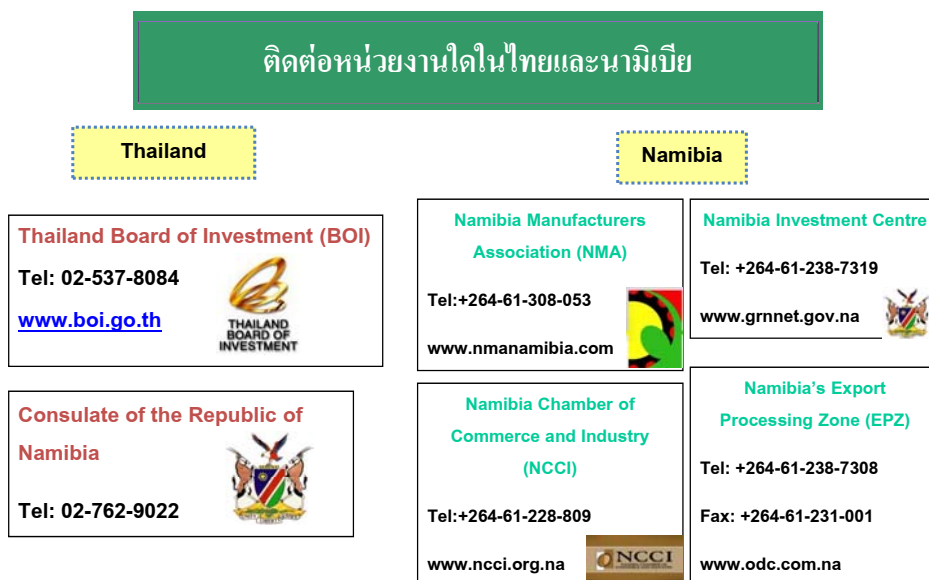 ติดต่อหน่วยงานใดในไทยและนามิเบีย
Thailand
Thailand Board of Investment (BOI)
Tel: 02-537-8084
www.boi.go.th
THAILAND
BOARD OF
INVESTMENT
Consulate of the Republic of
Namibia
Tel: 02-762-9022
Namibia
Namibia Manufacturers
Association (NMA)
Tel:+264-61-308-053
www.nmanamibia.com
Namibia Investment Centre
Tel: +264-61-238-7319
www.grnnet.gov.na
Namibia Chamber of
Commerce and Industry
(NCCI)
Tel:+264-61-228-809
www.ncci.org.na
NCCI
Namibia's Export
Processing Zone (EPZ)
Tel: +264-61-238-7308
Fax: +264-61-231-001
www.odc.com.na